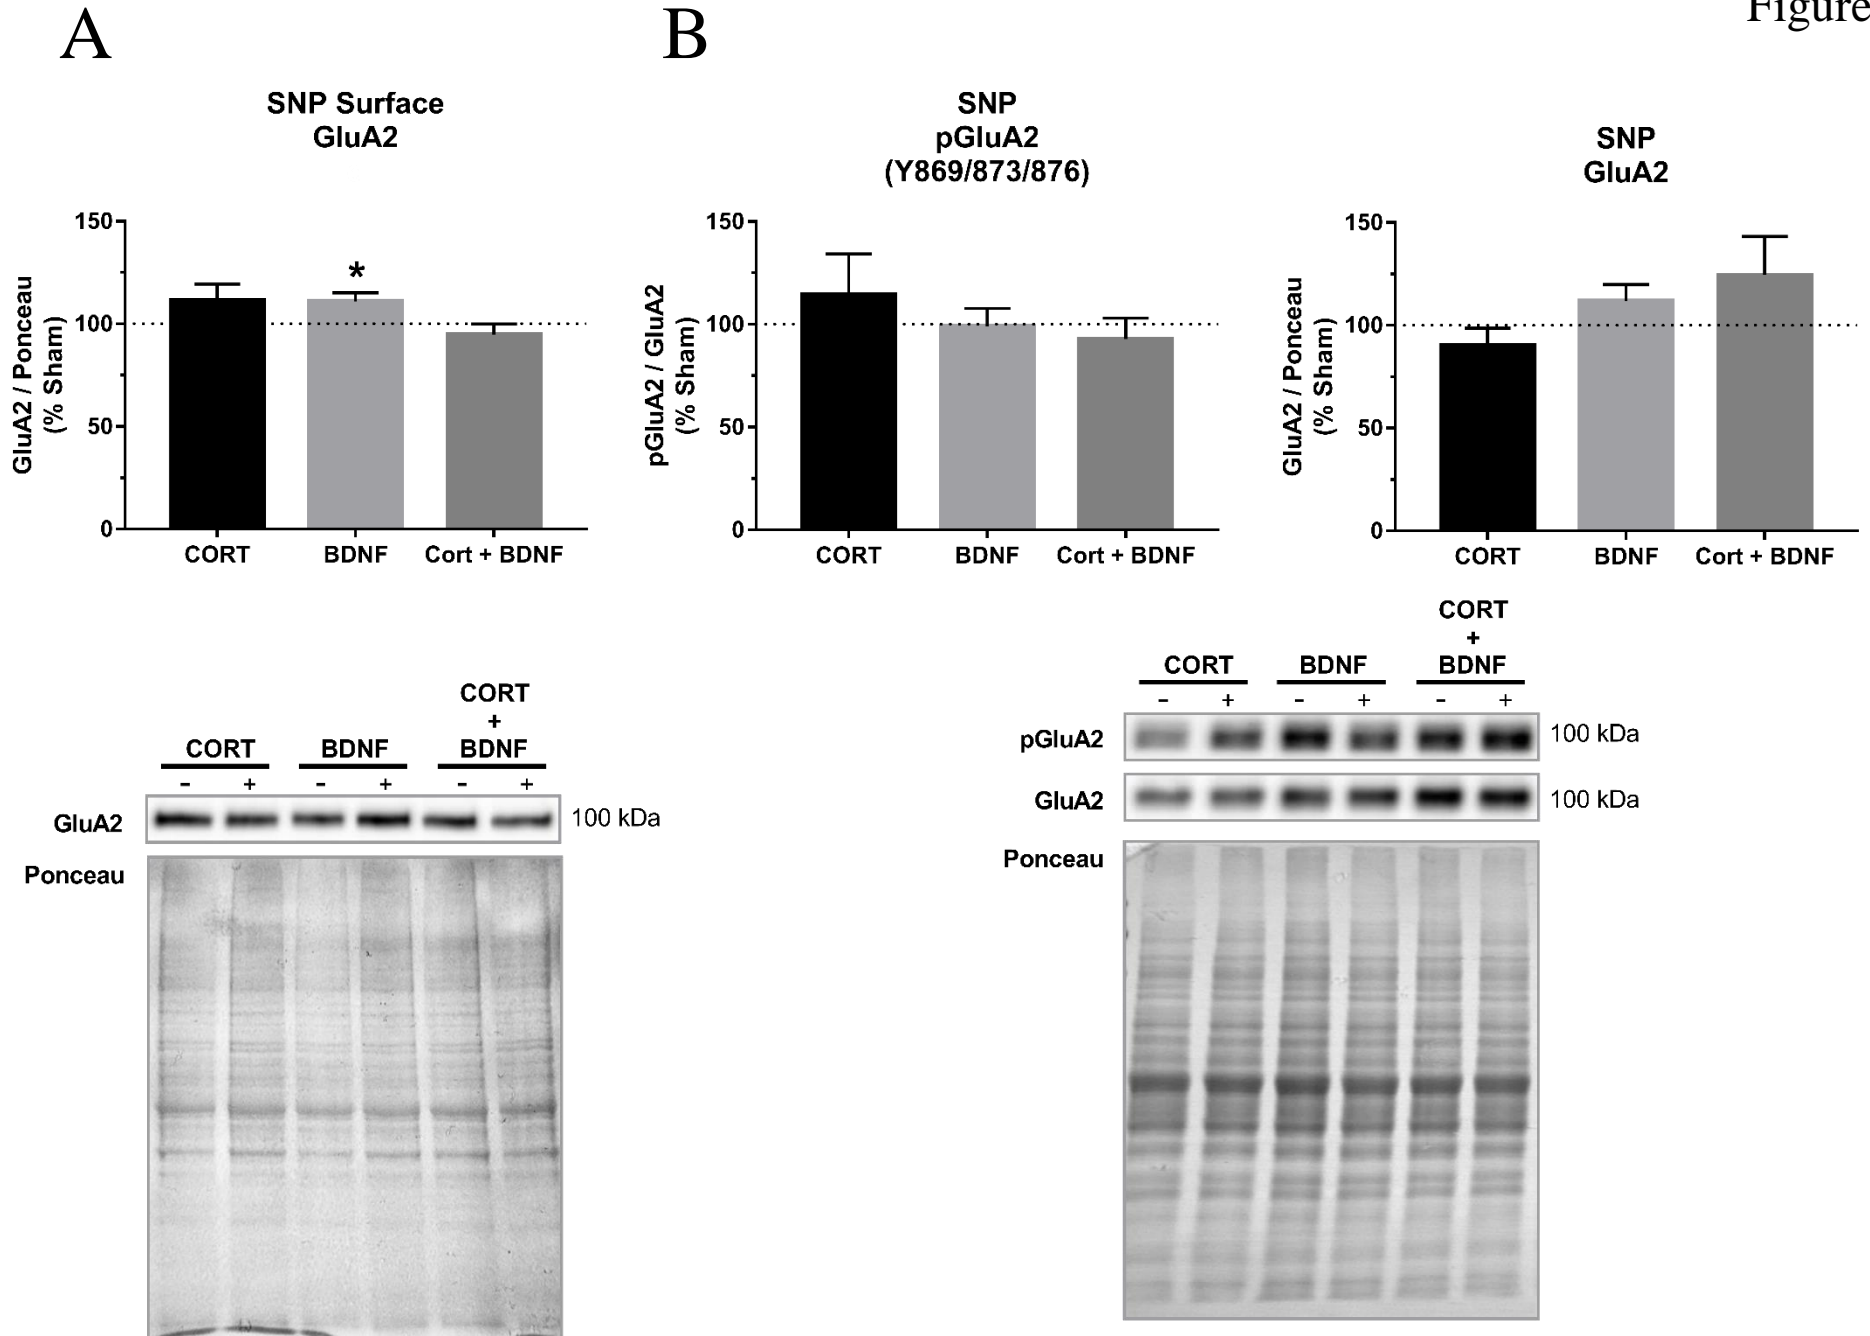 Figure
A
B
SNP Surface
GluA2
GluA2 / Ponceau
(% Sham)
150
100
50
0
*
CORT
BDNF
Cort + BDNF
SNP
pGluA2
(Y869/873/876)
pGluA2 / GluA2
(% Sham)
150
100
50
0
CORT
BDNF
Cort + BDNF
SNP
GluA2
GluA2 / Ponceau
(% Sham)
150
100
50
0
CORT
BDNF
Cort + BDNF
CORT
BDNF
CORT
+
BDNF
- + - + - +
GluA2
100 kDa
Ponceau
CORT
BDNF
CORT
+
BDNF
- + - + - +
pGluA2
100 kDa
GluA2
100 kDa
Ponceau